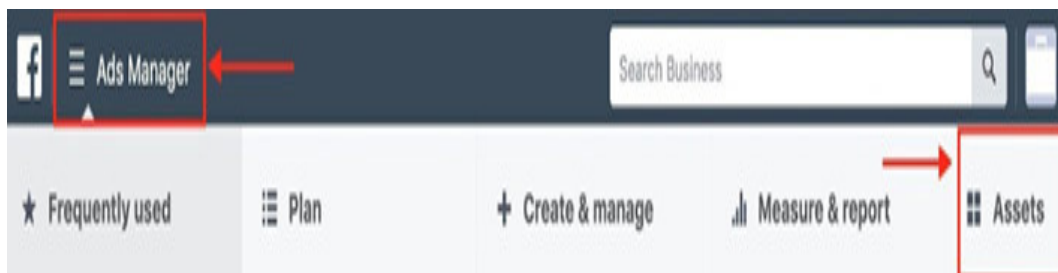 f Ads Manager Search Business
Frequently used Plan Create & manage Measure & report Assets